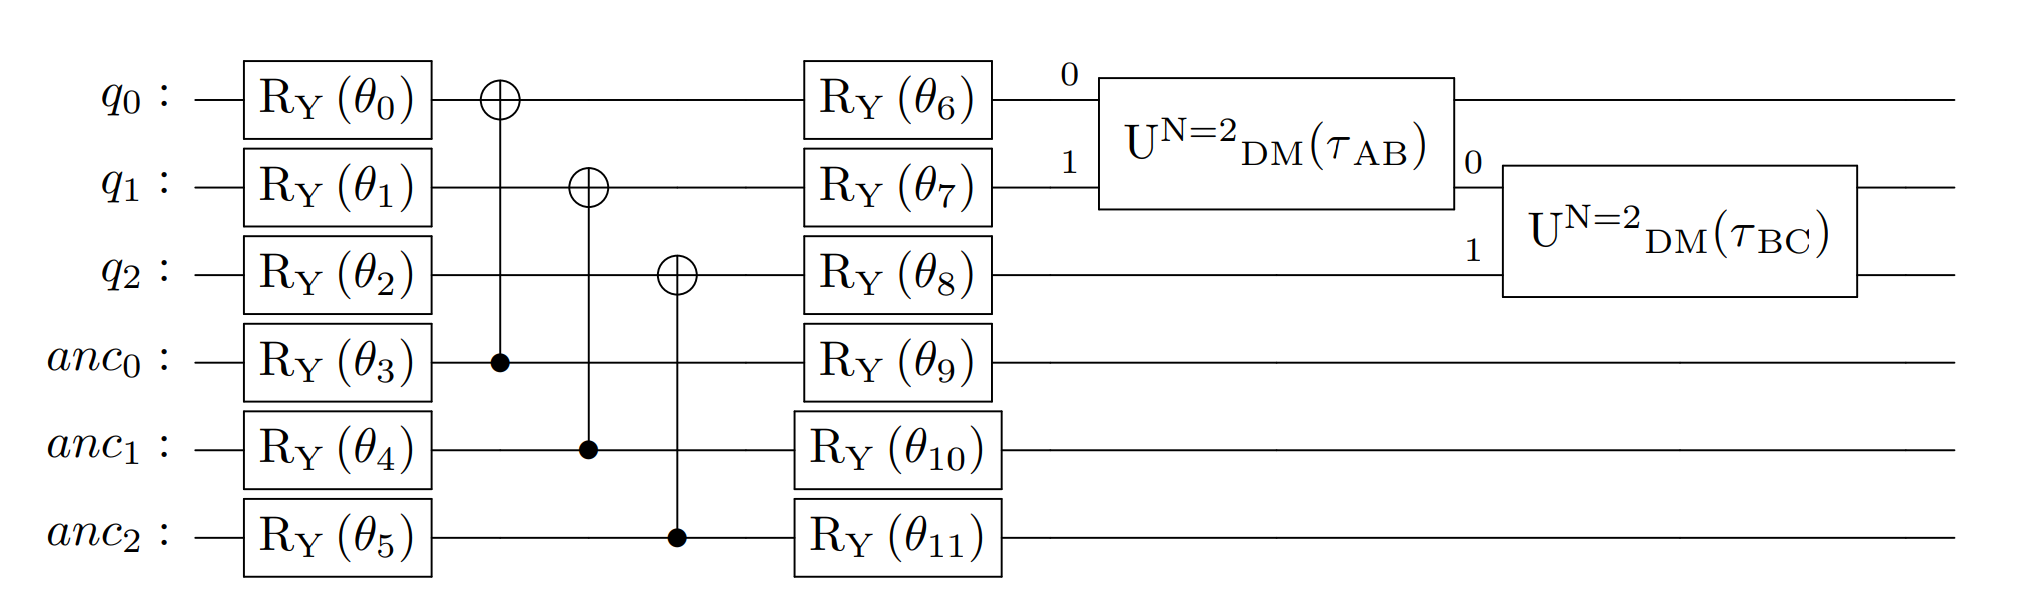 q0 : RY (θ0) RY (θ6) 0 UN=2DM(τAB)
q1 : RY (θ1) RY (θ7) 1 0 UN=2DM(τBC)
q2 : RY (θ2) RY (θ8) 1
anc0 : RY (θ3) RY (θ9)
anc1 : RY (θ4) RY (θ10)
anc2 : RY (θ5) RY (θ11)